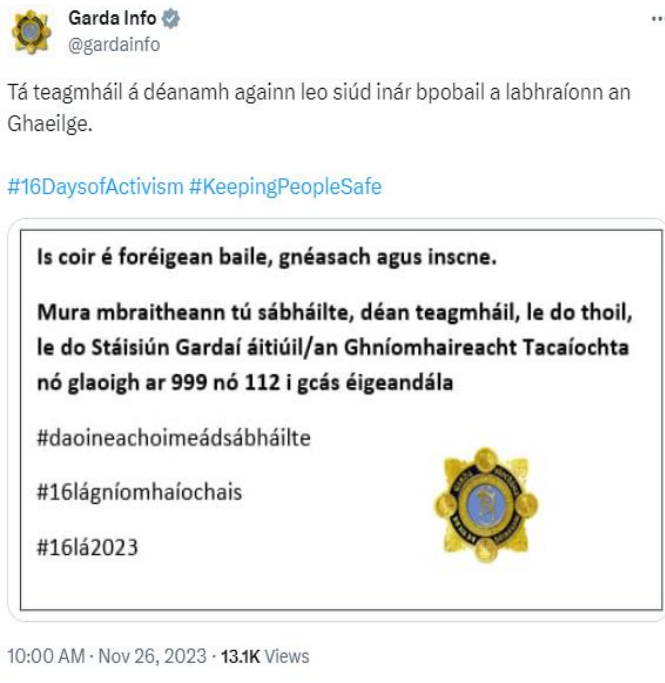 Garda Info
@gardainfo
Tá teagmháil á déanamh againn leo siúd inár bpobail a labhraíonn an
Ghaeilge.
#16DaysofActivism #KeepingPeopleSafe
Is coir é foréigean baile, gnéasach agus inscne.
Mura mbraitheann tú sábháilte, déan teagmháil, le do thoil,
le do Stáisiún Gardaí áitiúil/an Ghníomhaireacht Tacaíochta
nó glaoigh ar 999 nó 112 i gcás éigeandála
#daoineachoimeádsábháilte
#16lágníomhaíochais
#16lá2023
10:00 AM · Nov 26, 2023 · 13.1K Views